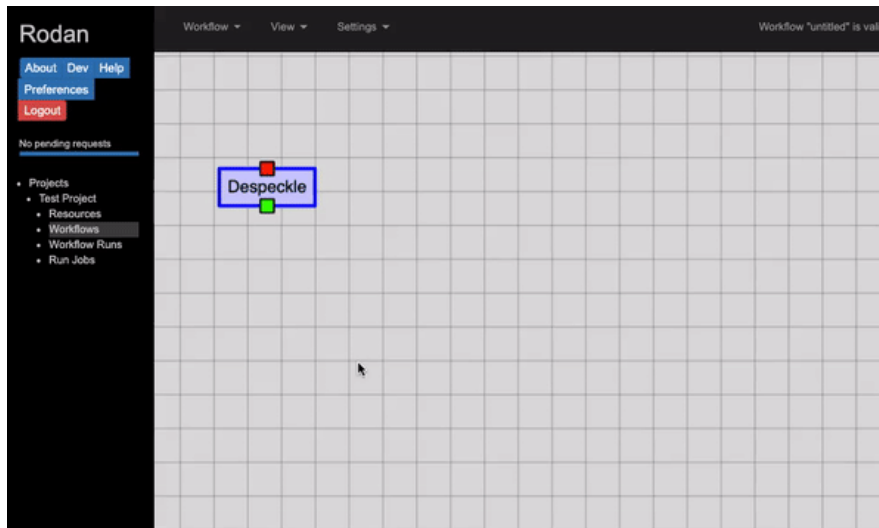 Rodan
About Dev Help
Preferences
Logout
No pending requests
Projects
Test Project
Resources
Workflows
Workflow Runs
Run Jobs
Workflow View Settings
Workflow "untitled" is vali
Despeckle